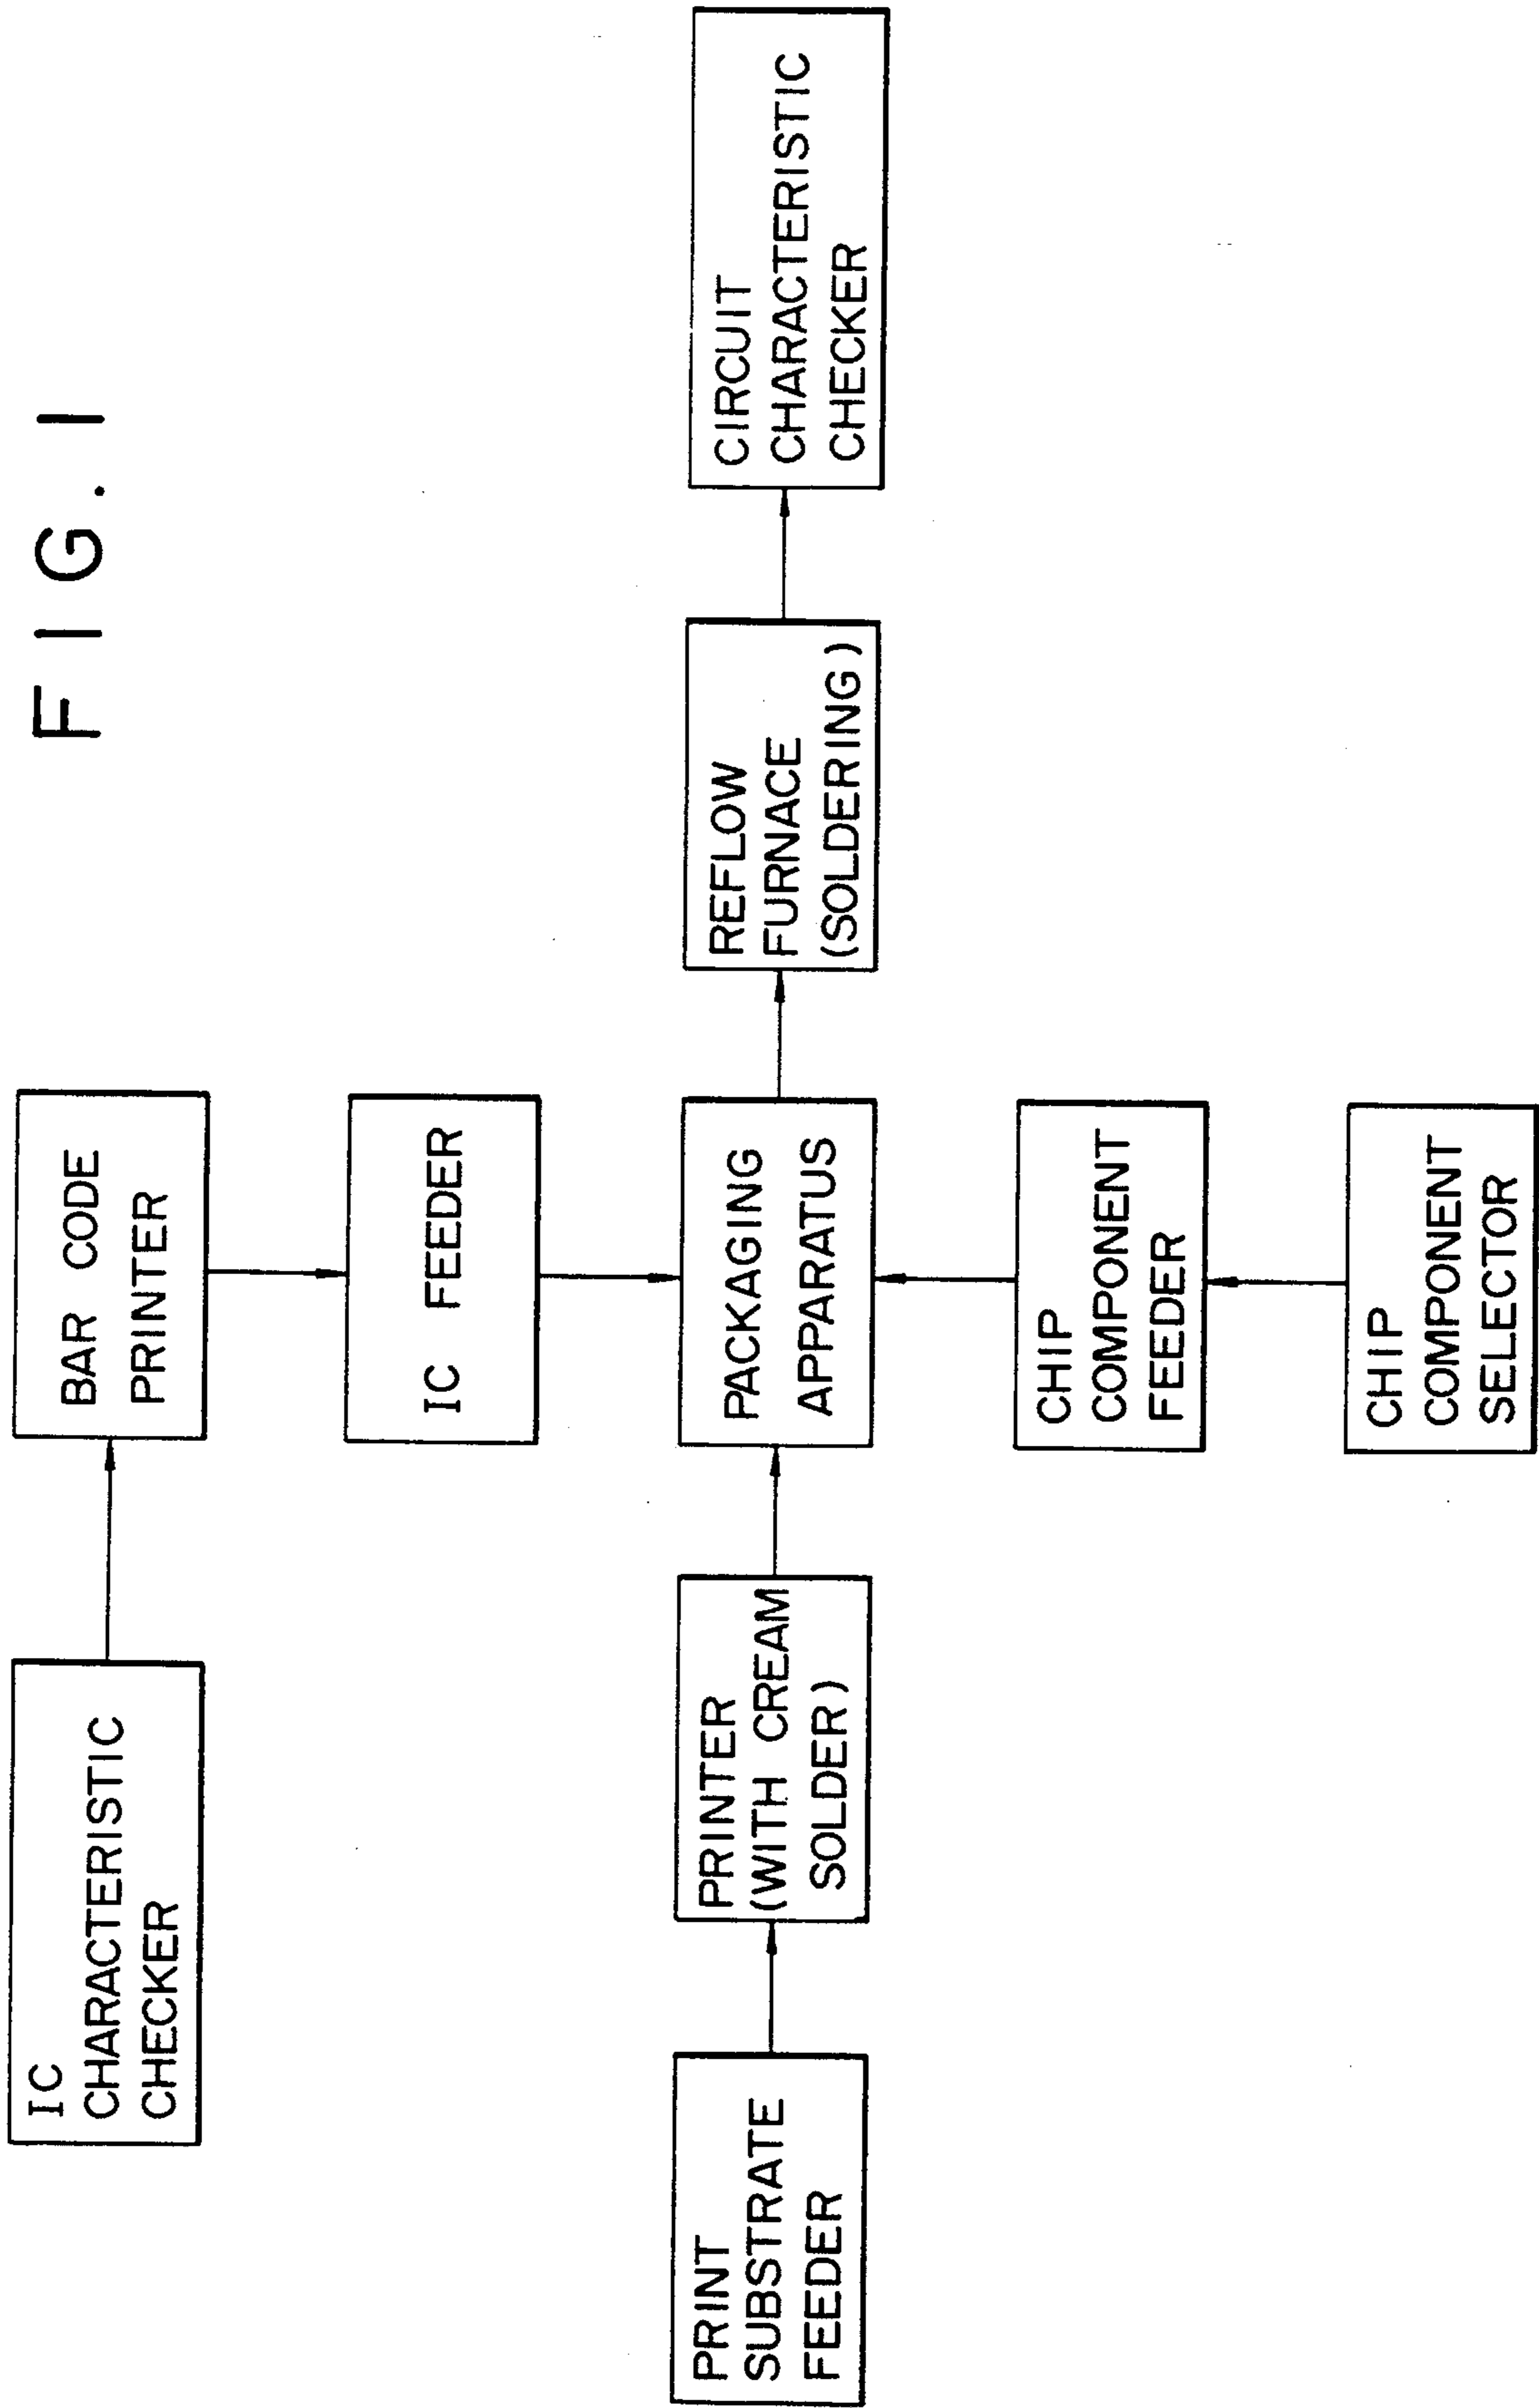 FIG. 1
IC
CHARACTERISTIC
CHECKER
BAR CODE
PRINTER
IC FEEDER
PRINT
SUBSTRATE
FEEDER
PRINTER
(WITH CREAM
SOLDER)
PACKAGING
APPARATUS
REFLOW
FURNACE
(SOLDERING)
CIRCUIT
CHARACTERISTIC
CHECKER
CHIP
COMPONENT
FEEDER
CHIP
COMPONENT
SELECTOR